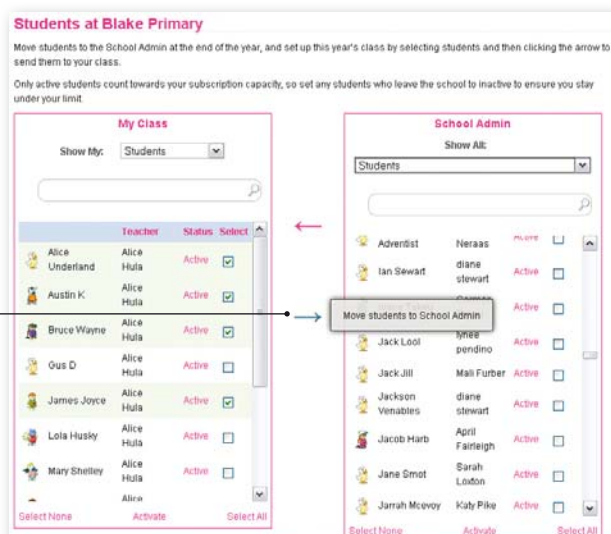 Students at Blake Primary
Move students to the School Admin at the end of the year, and set up this year's class by selecting students and then clicking the arrow to
send them to your class.
Only active students count towards your subscription capacity, so set any students who leave the school to inactive to ensure you stay
under your limit
My Class
Show My: Students
Teacher Status Select
Alice Underland Alice Hula Active
Austin K Alice Hula Active
Bruce Wayne Alice Hula Active
Gus D Alice Hula Active
James Joyce Alice Hula Active
Lola Husky Alice Hula Active
Mary Shelley Alice Hula Active
Alice
Select None Activate Select All
School Admin
Show All:
Students
Adventist Neraas Active
Ian Sewart diane stewart Active
Active
Move students to School Admin
Jack Lool lynee pendino Active
Jack Jill Mali Furber Active
Jackson Venables diane stewart Active
Jacob Harb April Fairleigh Active
Jane Smot Sarah Loxton Active
Jarrah Mcevoy Katy Pike Active
Select None Activate Select All